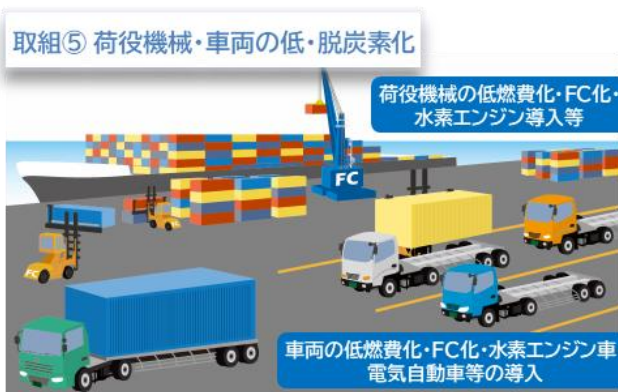 取組⑤ 荷役機械・車両の低・脱炭素化
荷役機械の低燃費化・FC化・
水素エンジン導入等
FC
FC
車両の低燃費化・FC化・水素エンジン車
電気自動車等の導入